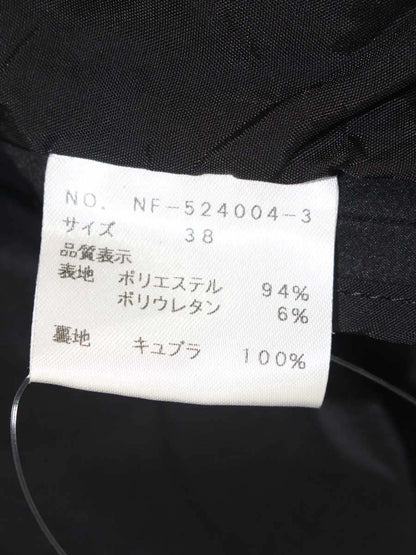 NO. NF-524004-3
サイズ 38
品質表示
表地 ポリエステル 94%
ポリウレタン 6%
裏地 キュプラ 100%